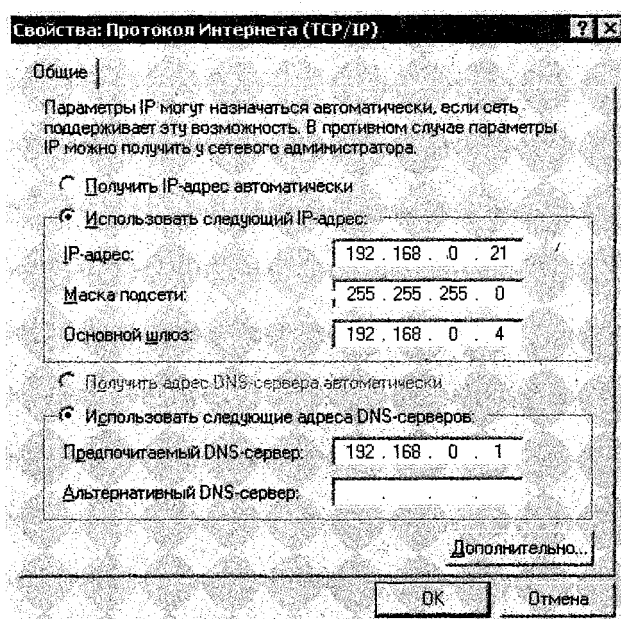 Свойства: Протокол Интернета (TCP/IP)
Общие
Параметры IP могут назначаться автоматически, если сеть
поддерживает эту возможность. В противном случае параметры
IP можно получить у сетевого администратора.
Получить IP-адрес автоматически
Использовать следующий IP-адрес:
IP-адрес: 192 . 168 . 0 . 21
Маска подсети: 255 . 255 . 255 . 0
Основной шлюз: 192 . 168 . 0 . 4
Получить адрес DNS-сервера автоматически
Использовать следующие адреса DNS-серверов:
Предпочитаемый DNS-сервер: 192 . 168 . 0 . 1
Альтернативный DNS-сервер: . . .
Дополнительно...
OK Отмена